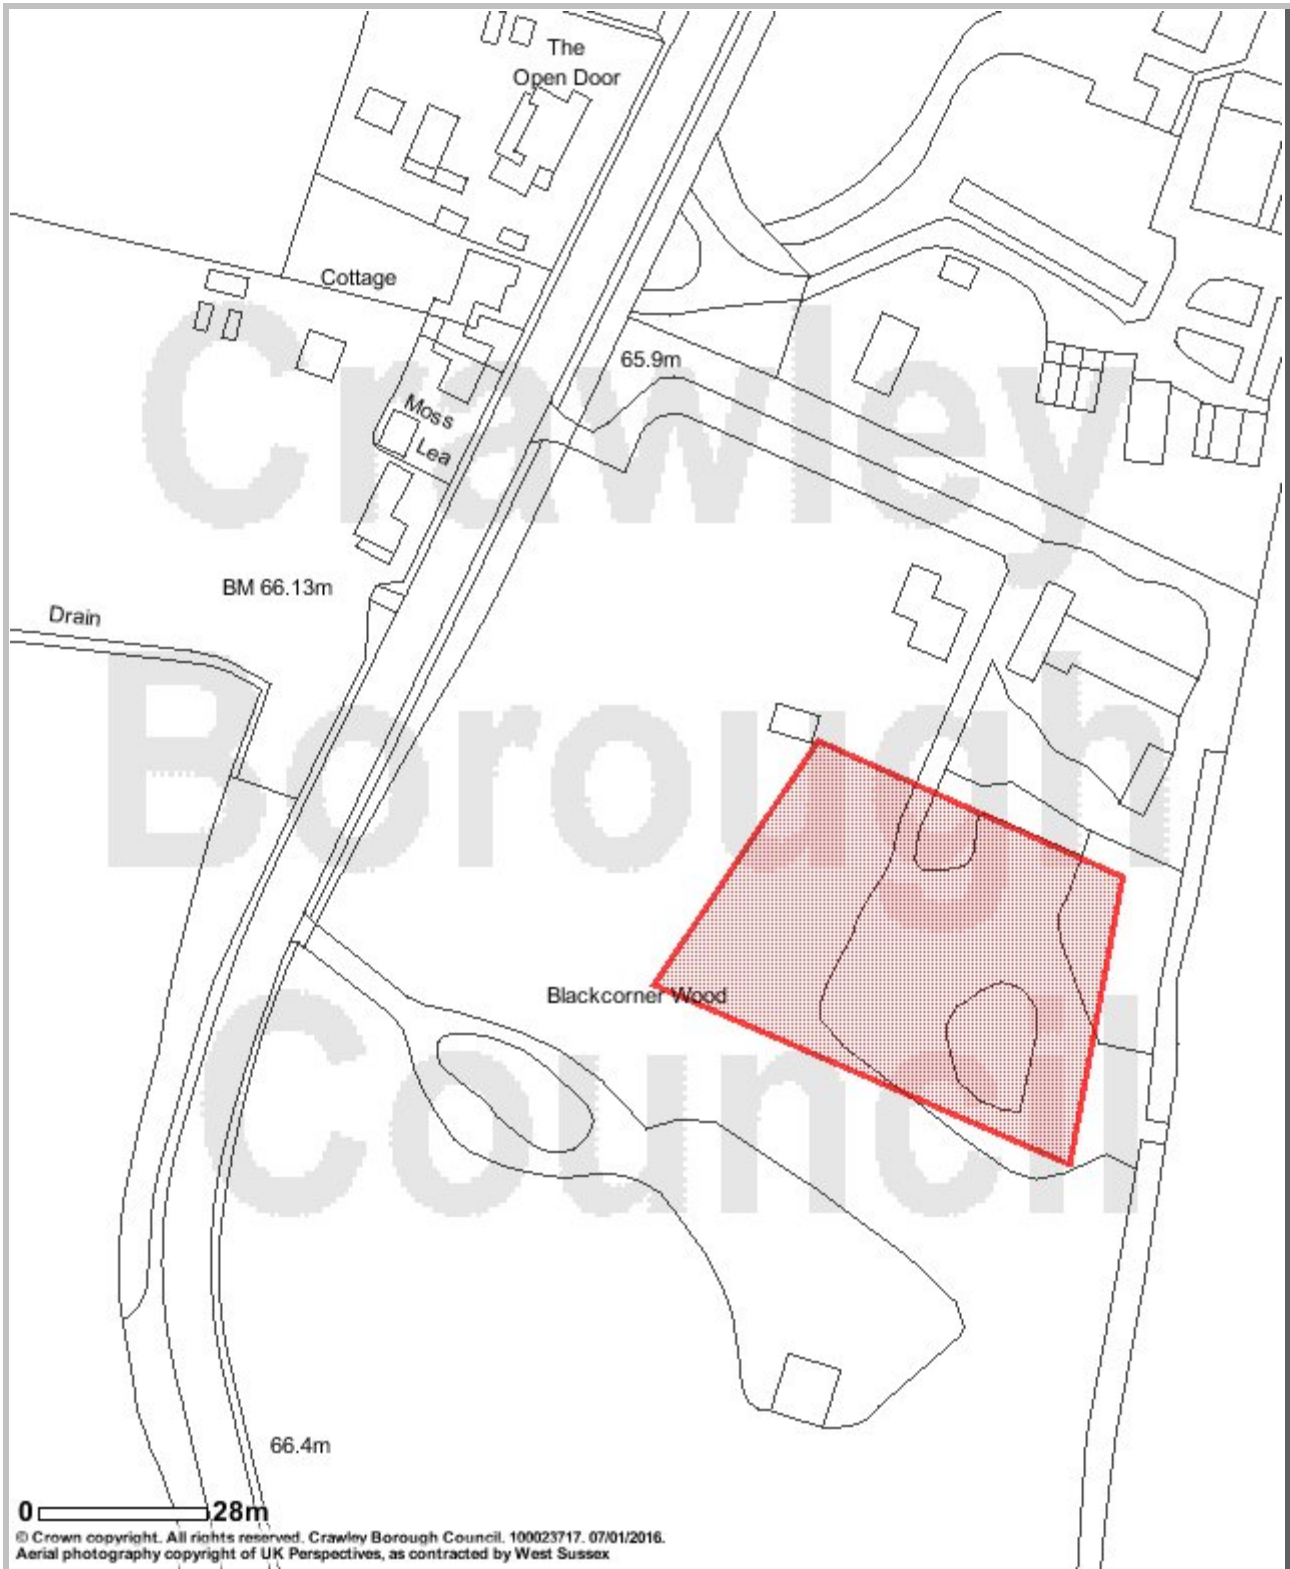 The
Open Door
Cottage
65.9m
Moss
Lea
Crawley
BM 66.13m
Drain
Borough
Blackcorner Wood
Council
66.4m
0 28m
© Crown copyright. All rights reserved. Crawley Borough Council. 100023717. 07/01/2016.
Aerial photography copyright of UK Perspectives, as contracted by West Sussex